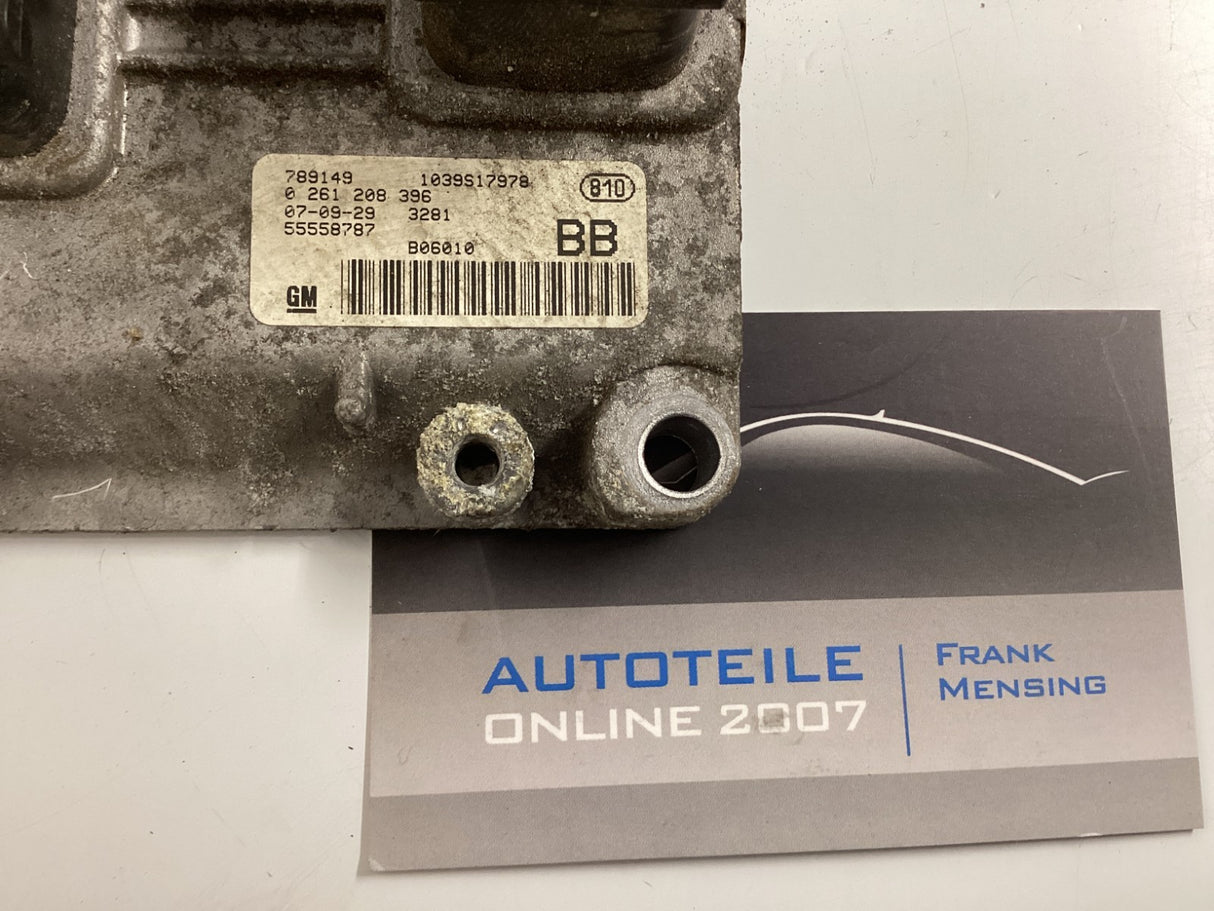 789149 1039S17978
0 261 208 396
810
07-09-29 3281
55558787
BB
B06010
GM
AUTOTEILE
ONLINE 2007
FRANK
MENSING